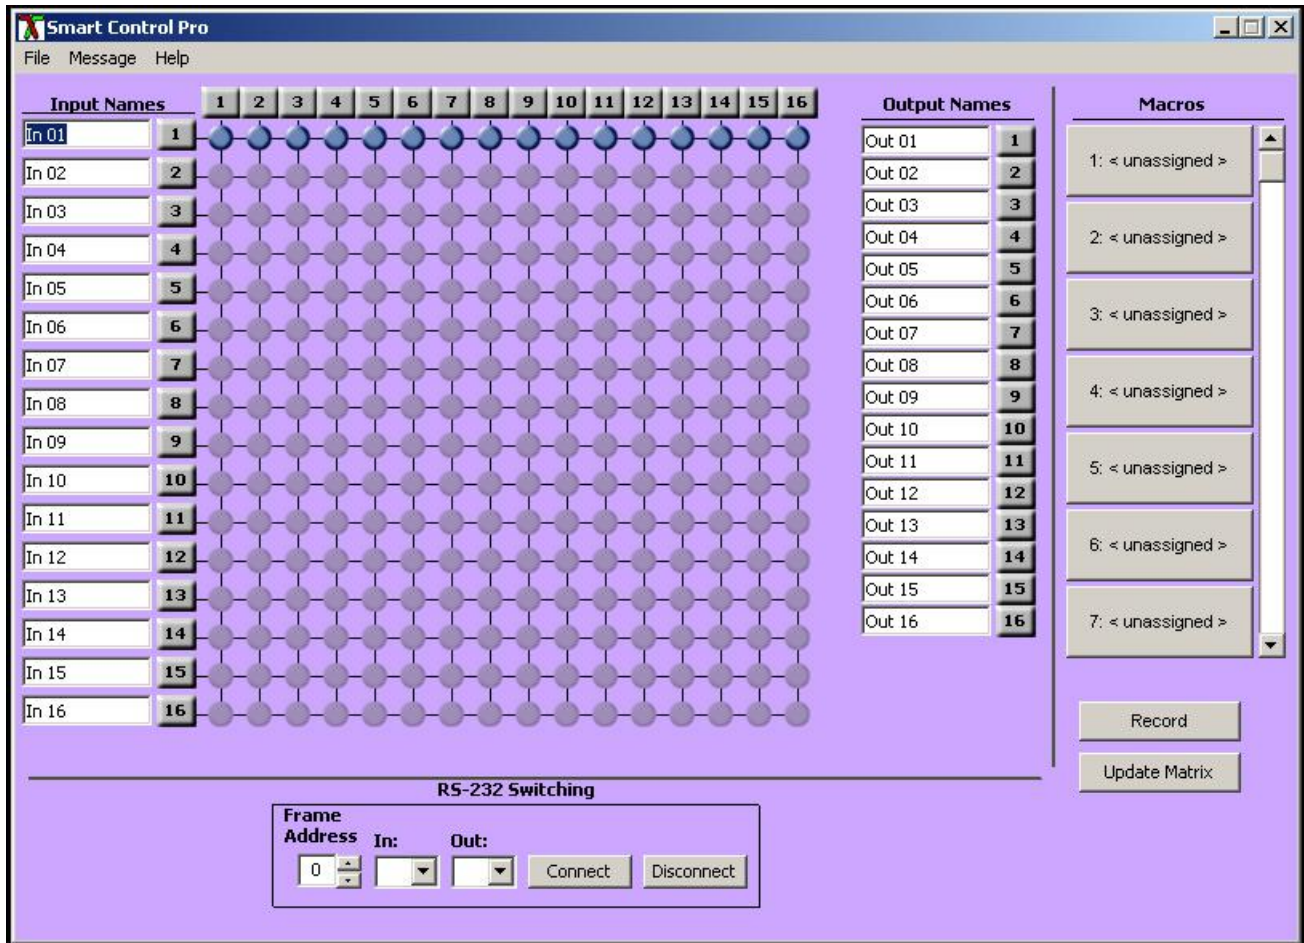 Smart Control Pro
File Message Help
Input Names
1 2 3 4 5 6 7 8 9 10 11 12 13 14 15 16
In 01 1
In 02 2
In 03 3
In 04 4
In 05 5
In 06 6
In 07 7
In 08 8
In 09 9
In 10 10
In 11 11
In 12 12
In 13 13
In 14 14
In 15 15
In 16 16
Output Names
Out 01 1
Out 02 2
Out 03 3
Out 04 4
Out 05 5
Out 06 6
Out 07 7
Out 08 8
Out 09 9
Out 10 10
Out 11 11
Out 12 12
Out 13 13
Out 14 14
Out 15 15
Out 16 16
Macros
1: < unassigned >
2: < unassigned >
3: < unassigned >
4: < unassigned >
5: < unassigned >
6: < unassigned >
7: < unassigned >
Record
Update Matrix
RS-232 Switching
Frame
Address In: Out:
0 Connect Disconnect